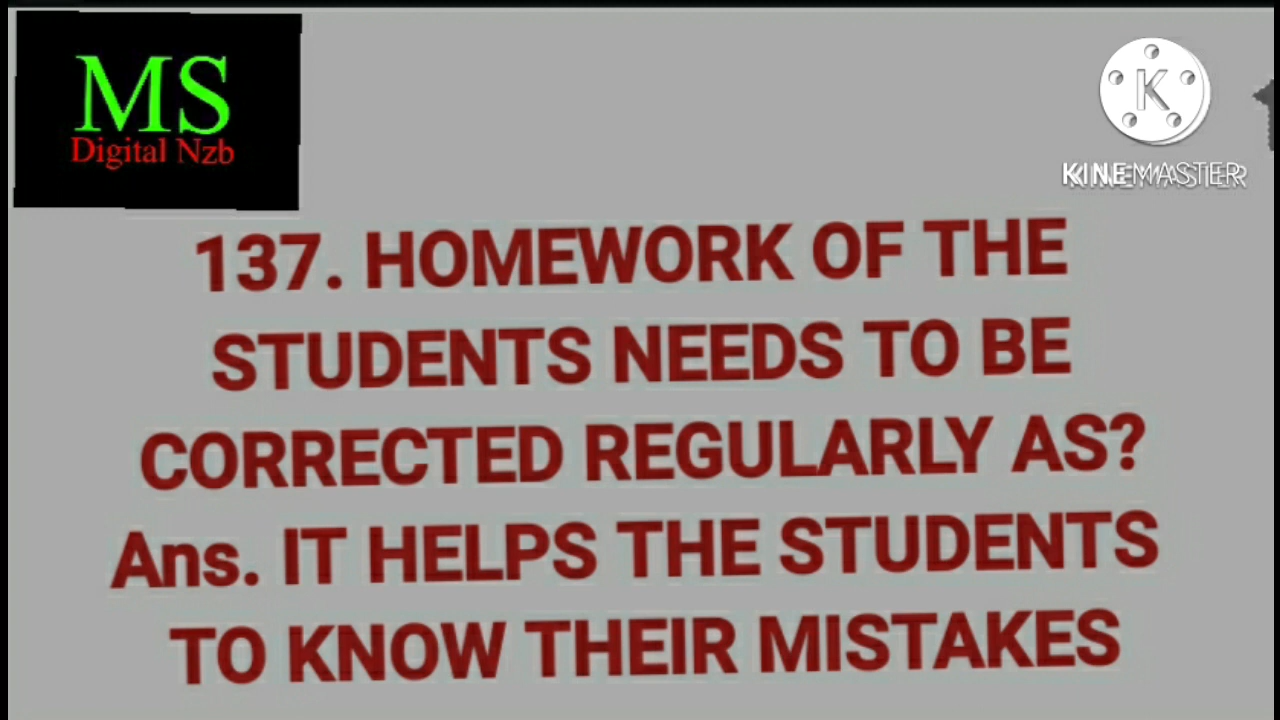 MS
Digital Nzb
K
KINEMASTER
137. HOMEWORK OF THE
STUDENTS NEEDS TO BE
CORRECTED REGULARLY AS?
Ans. IT HELPS THE STUDENTS
TO KNOW THEIR MISTAKES